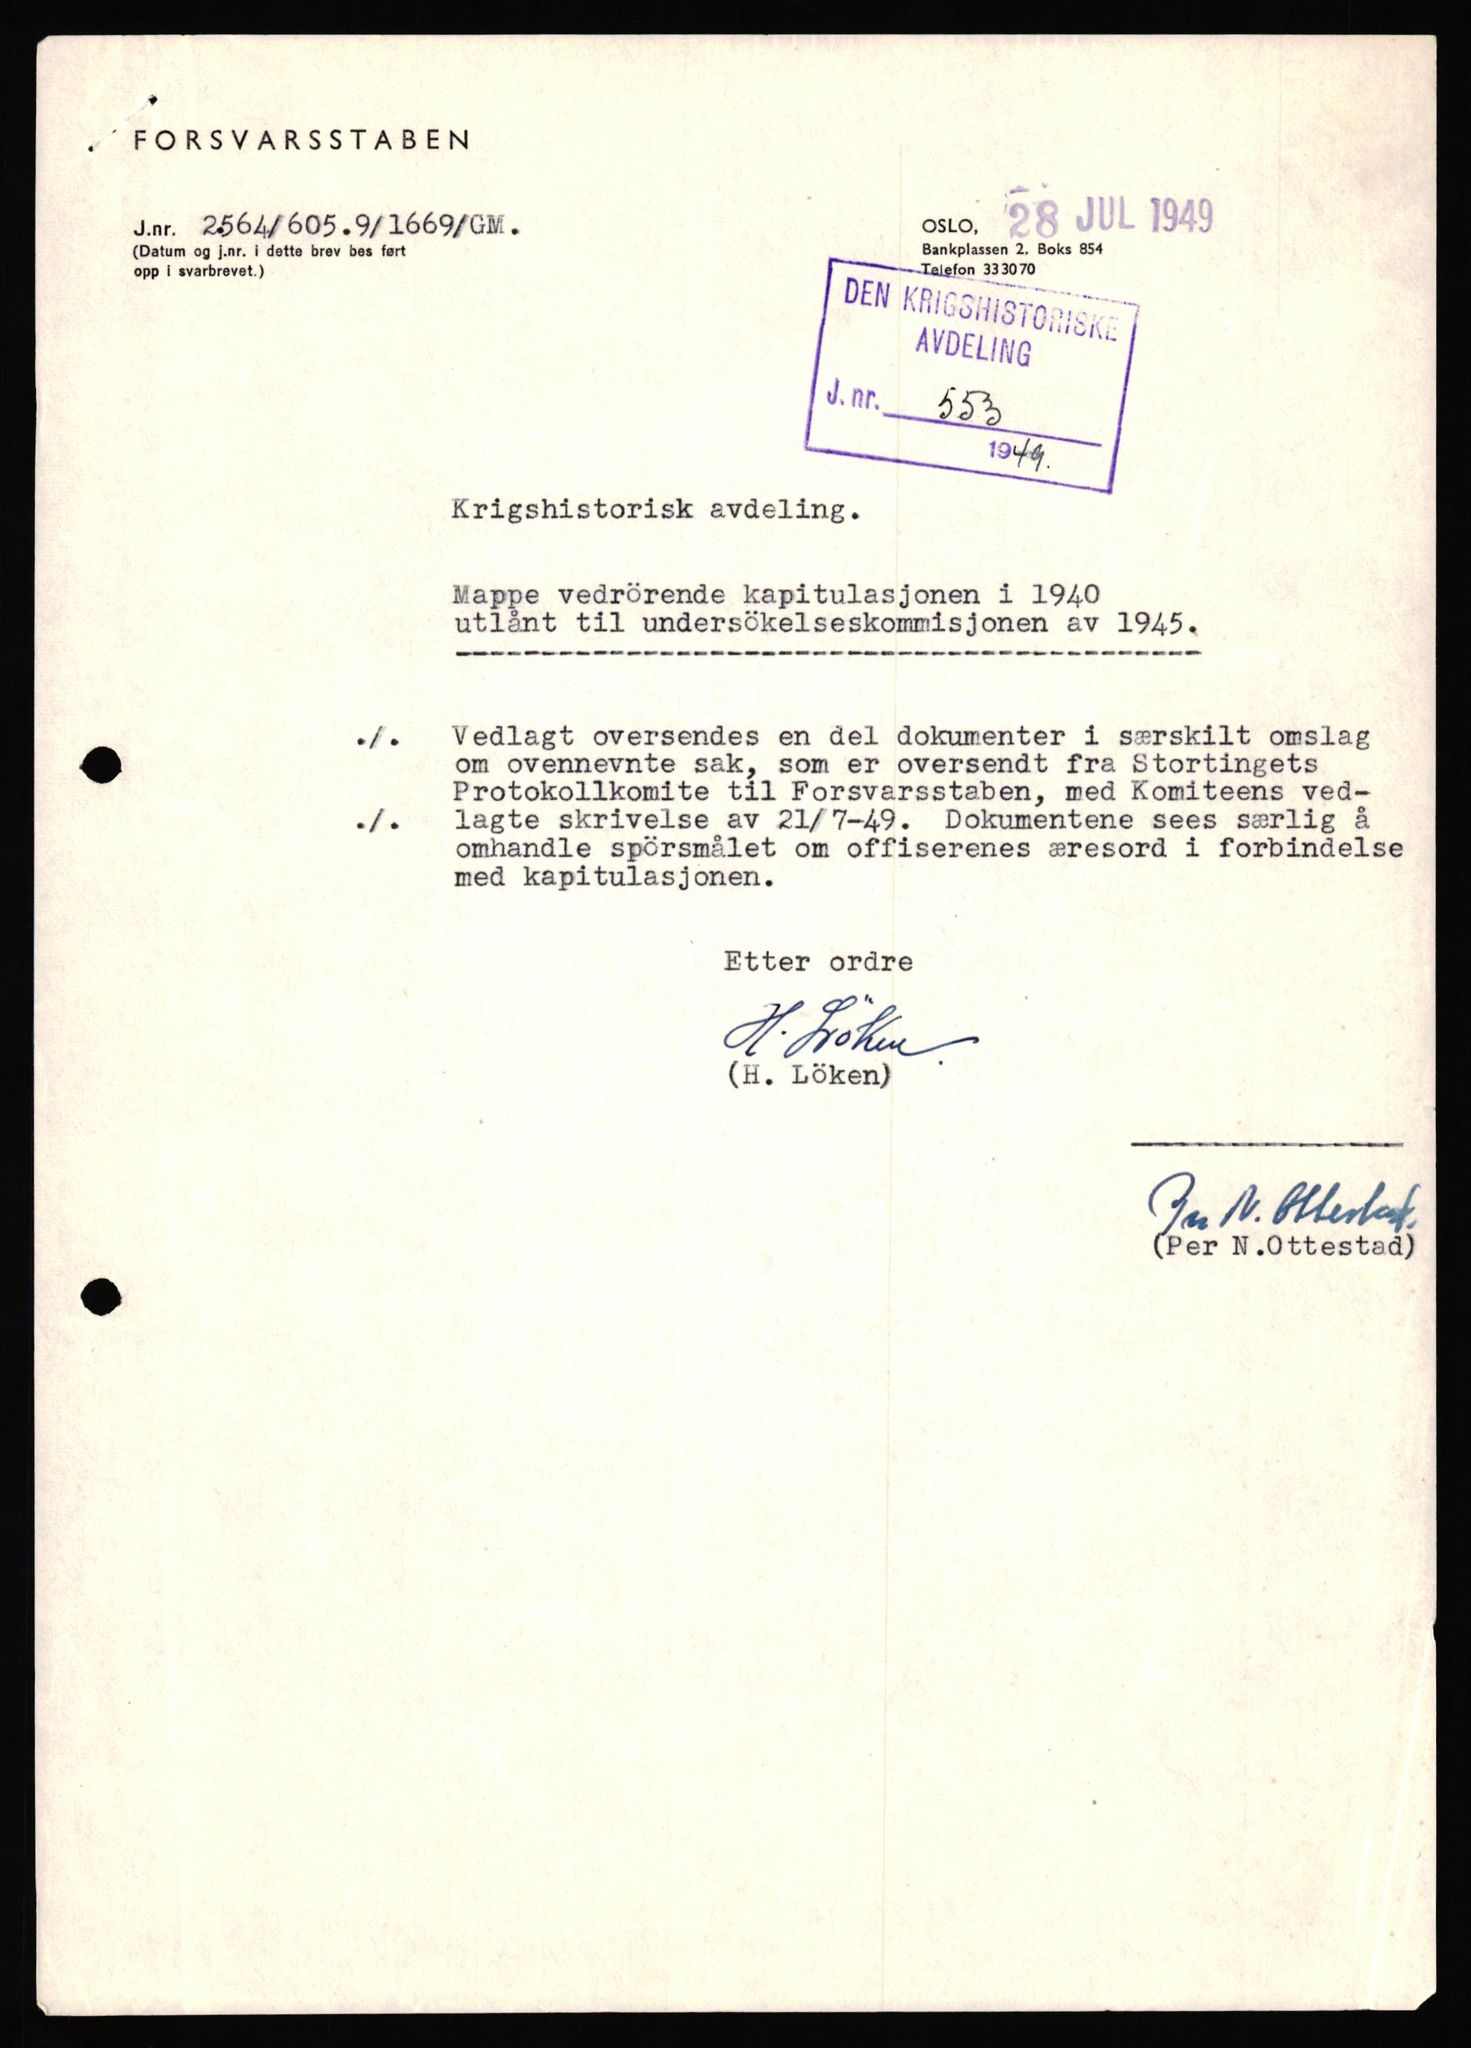 FORSVARSSTABEN
J.nr. 2564/605.9/1669/GM.
(Datum og j.nr. i dette brev bes ført
opp i svarbrevet.)
OSLO, 28 JUL 1949
Bankplassen 2. Boks 854
Telefon 333070
DEN KRIGSHISTORISKE
AVDELING
J. nr. 553
1949.
Krigshistorisk avdeling.
Mappe vedrörende kapitulasjonen i 1940
utlånt til undersökelseskommisjonen av 1945.
./. Vedlagt oversendes en del dokumenter i særskilt omslag
om ovennevnte sak, som er oversendt fra Stortingets
Protokollkomite til Forsvarsstaben, med Komiteens ved-
./. lagte skrivelse av 21/7-49. Dokumentene sees særlig å
omhandle spörsmålet om offiserenes æresord i forbindelse
med kapitulasjonen.
Etter ordre
H. Löken
(H. Löken)
Per N. Ottestad.
(Per N.Ottestad)